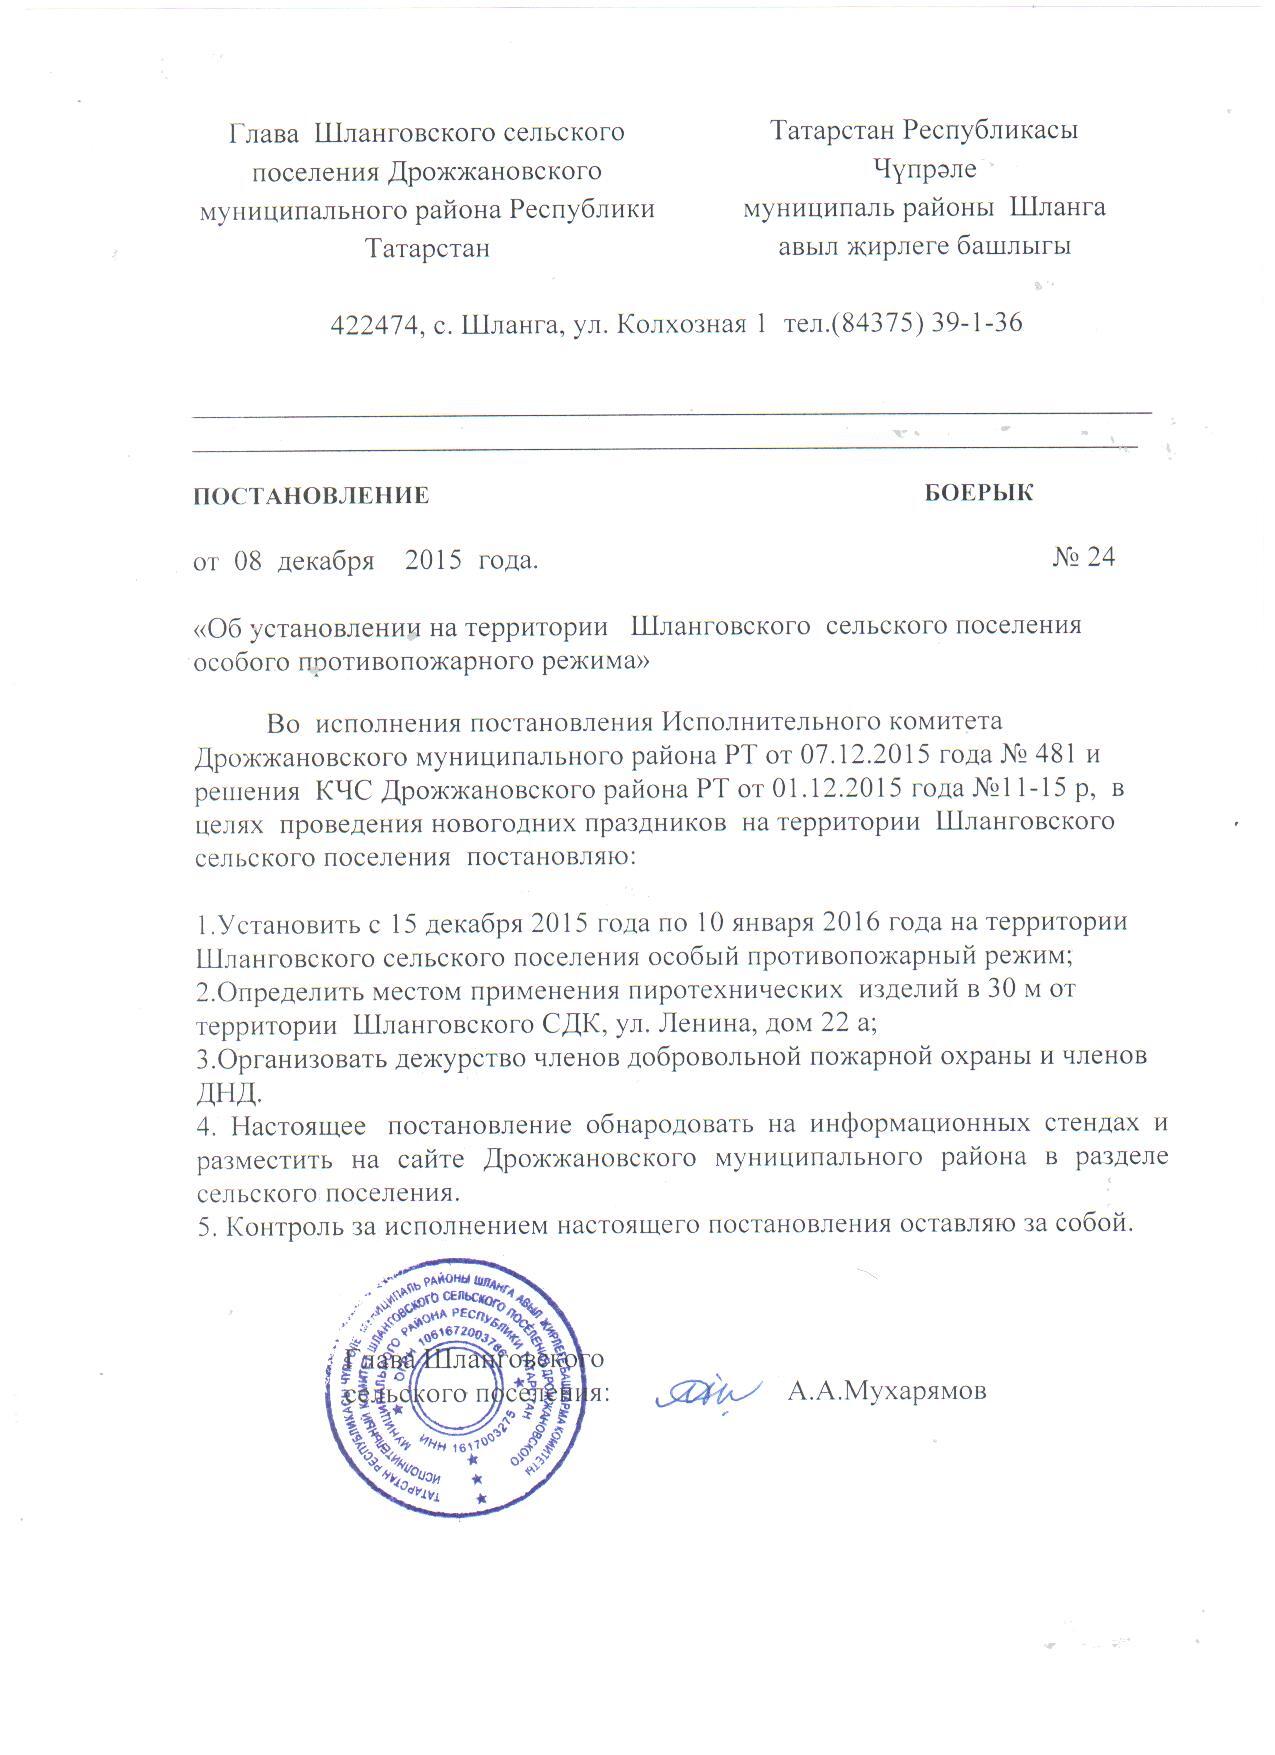 Глава Шланговского сельского
поселения Дрожжановского
муниципального района Республики
Татарстан
Татарстан Республикасы
Чүпрәле
муниципаль районы Шланга
авыл җирлеге башлыгы
422474, с. Шланга, ул. Колхозная 1 тел.(84375) 39-1-36
ПОСТАНОВЛЕНИЕ БОЕРЫК
от 08 декабря 2015 года. № 24
«Об установлении на территории Шланговского сельского поселения
особого противопожарного режима»
Во исполнения постановления Исполнительного комитета
Дрожжановского муниципального района РТ от 07.12.2015 года № 481 и
решения КЧС Дрожжановского района РТ от 01.12.2015 года №11-15 р, в
целях проведения новогодних праздников на территории Шланговского
сельского поселения постановляю:
1.Установить с 15 декабря 2015 года по 10 января 2016 года на территории
Шланговского сельского поселения особый противопожарный режим;
2.Определить местом применения пиротехнических изделий в 30 м от
территории Шланговского СДК, ул. Ленина, дом 22 а;
3.Организовать дежурство членов добровольной пожарной охраны и членов
ДНД.
4. Настоящее постановление обнародовать на информационных стендах и
разместить на сайте Дрожжановского муниципального района в разделе
сельского поселения.
5. Контроль за исполнением настоящего постановления оставляю за собой.
Глава Шланговского
сельского поселения: А.А.Мухарямов
ТАТАРСТАН РЕСПУБЛИКАСЫ ЧҮПРӘЛЕ МУНИЦИПАЛЬ РАЙОНЫ ШЛАНГА АВЫЛ ҖИРЛЕГЕ БАШКАРМА КОМИТЕТЫ
ИСПОЛНИТЕЛЬНЫЙ КОМИТЕТ ШЛАНГОВСКОГО СЕЛЬСКОГО ПОСЕЛЕНИЯ ДРОЖЖАНОВСКОГО
МУНИЦИПАЛЬНОГО РАЙОНА РЕСПУБЛИКИ ТАТАРСТАН
ОГРН 1061672003766
ИНН 1617003275